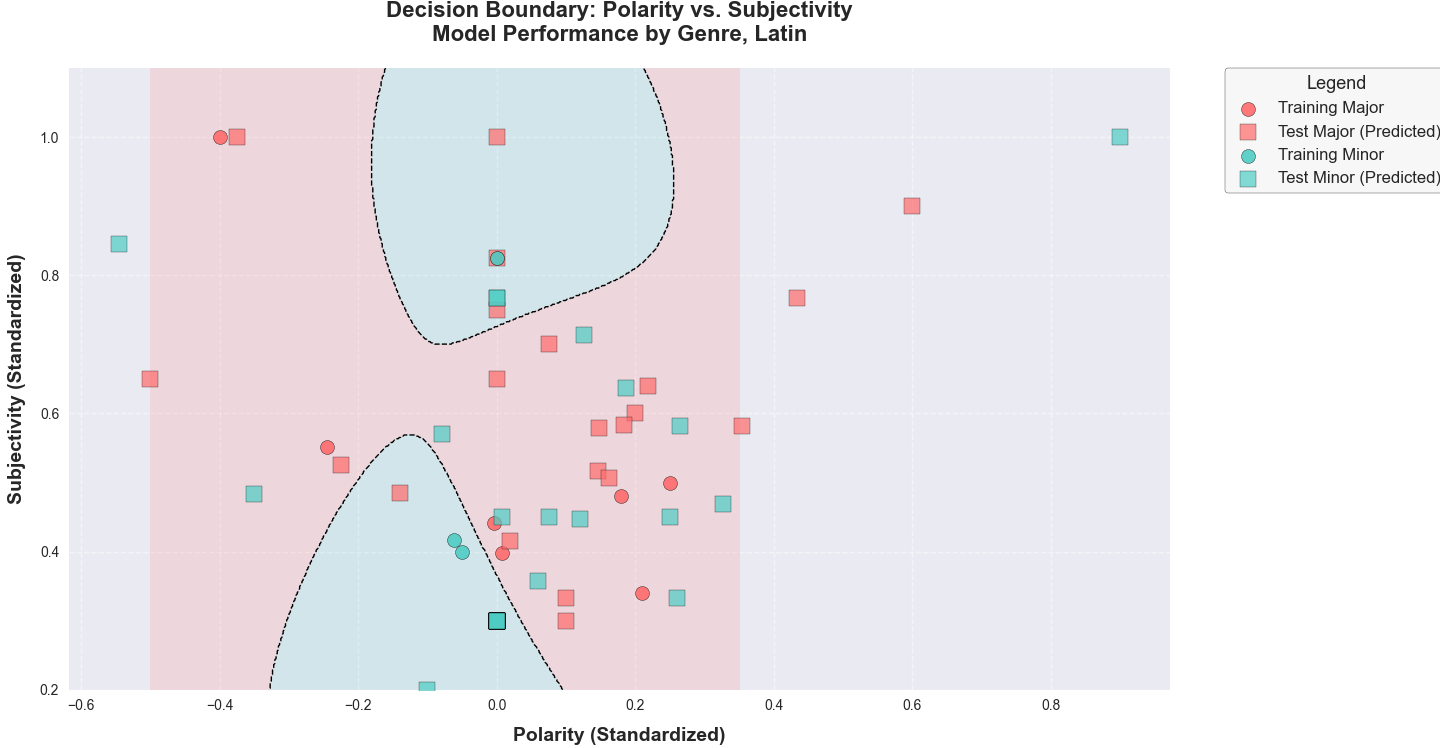 Decision Boundary: Polarity vs. Subjectivity
Model Performance by Genre, Latin
Legend
Training Major
Test Major (Predicted)
Training Minor
Test Minor (Predicted)
Subjectivity (Standardized)
1.0
0.8
0.6
0.4
0.2
−0.6
−0.4
−0.2
0.0
0.2
0.4
0.6
0.8
Polarity (Standardized)